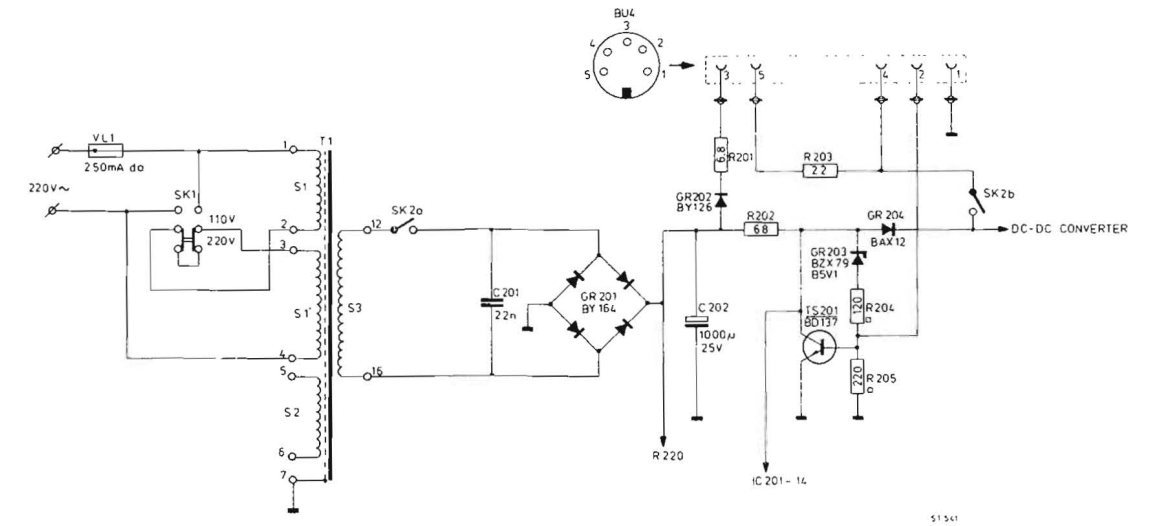 BU4
3
4 2
5 1
3 5 4 2 1
VL1
250mA do
220V~
SK1
110V
220V
1
T1
S1
2
3
S1'
4
5
S2
6
7
12
SK2a
S3
16
C201
22n
GR201
BY164
6.8
R201
GR202
BY126
R203
22
R202
68
GR204
BAX12
SK2b
DC-DC CONVERTER
GR203
BZX79
B5V1
C202
1000µ
25V
TS201
BD137
120
R204
220
R205
R220
IC201-14